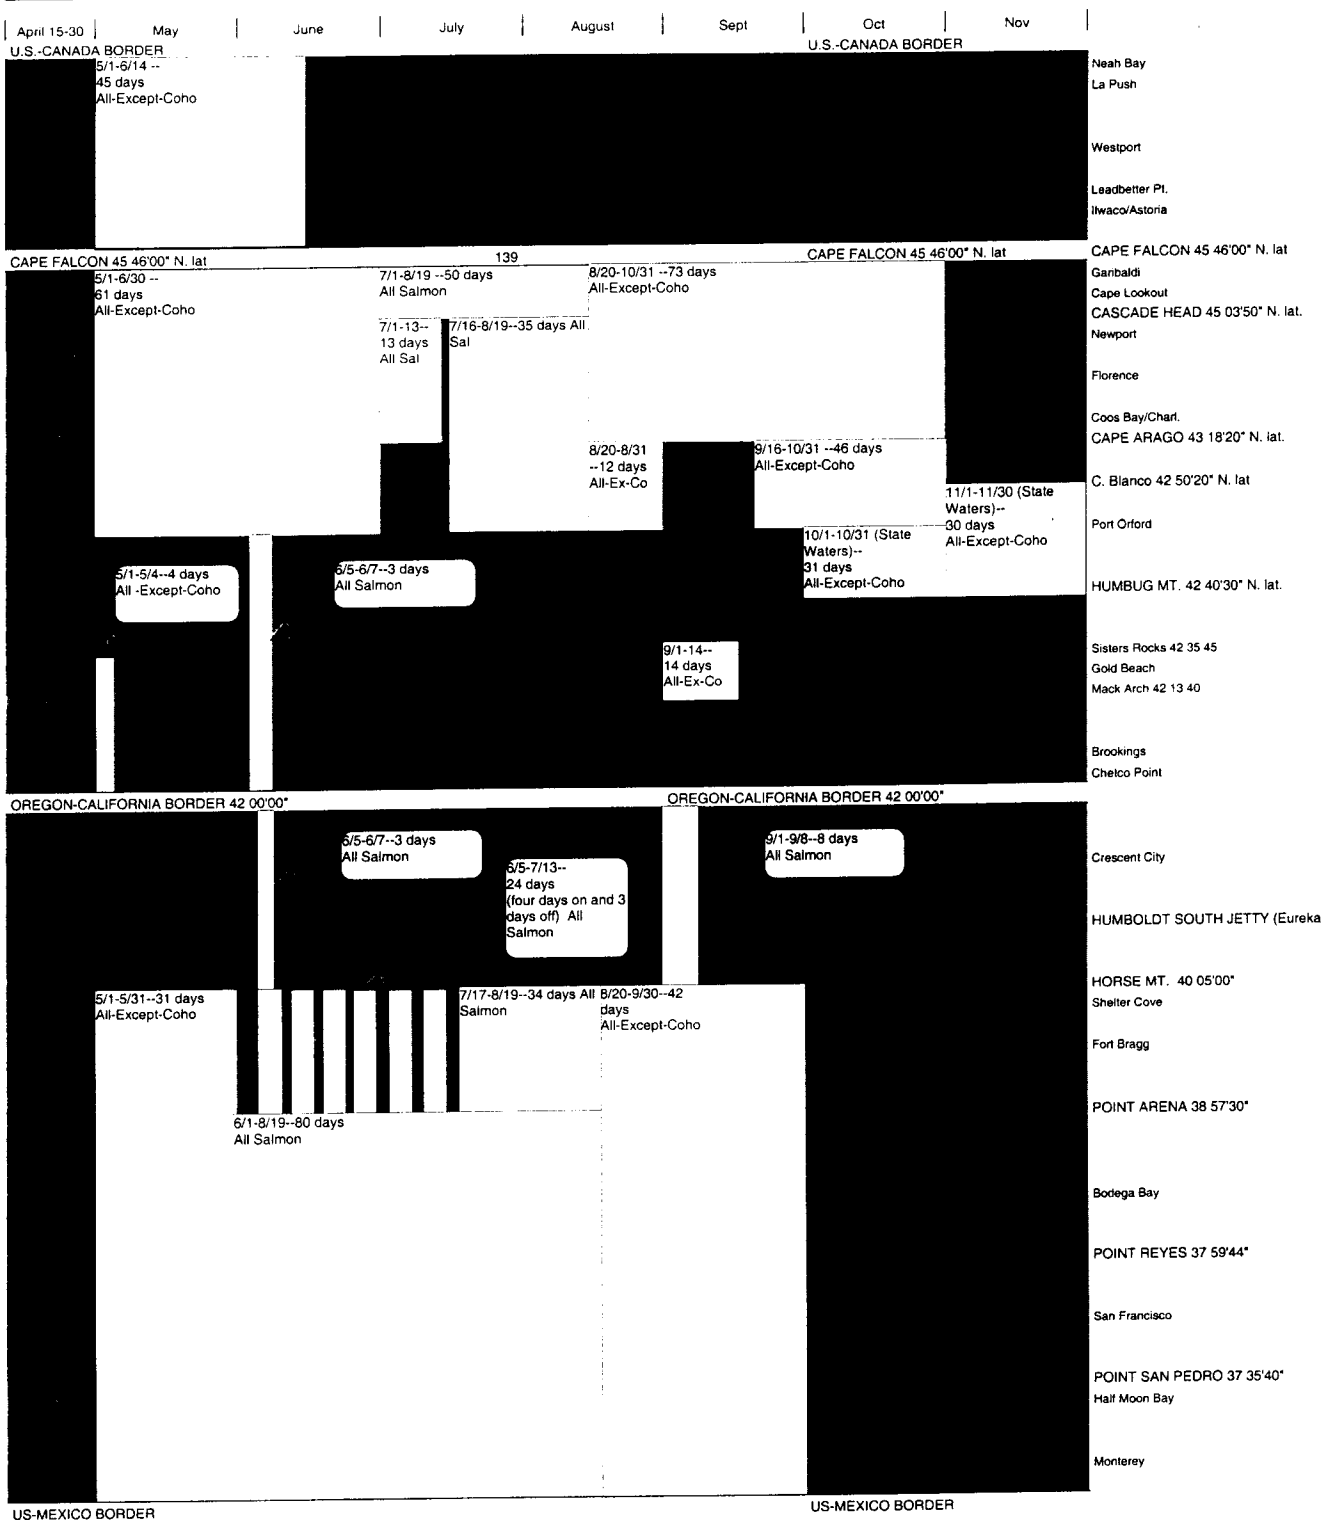 April 15-30 May June July August Sept Oct Nov
U.S.-CANADA BORDER U.S.-CANADA BORDER
5/1-6/14 --
45 days
All-Except-Coho
Neah Bay
La Push
Westport
Leadbetter Pt.
Ilwaco/Astoria
CAPE FALCON 45 46'00" N. lat 139 CAPE FALCON 45 46'00" N. lat CAPE FALCON 45 46'00" N. lat
5/1-6/30 --
61 days
All-Except-Coho
7/1-8/19 --50 days
All Salmon
8/20-10/31 --73 days
All-Except-Coho
Garibaldi
Cape Lookout
CASCADE HEAD 45 03'50" N. lat.
7/1-13--
13 days
All Sal
7/16-8/19--35 days All
Sal
Newport
Florence
Coos Bay/Charl.
CAPE ARAGO 43 18'20" N. lat.
8/20-8/31
--12 days
All-Ex-Co
9/16-10/31 --46 days
All-Except-Coho
C. Blanco 42 50'20" N. lat
11/1-11/30 (State
Waters)--
30 days
All-Except-Coho
Port Orford
10/1-10/31 (State
Waters)--
31 days
All-Except-Coho
5/1-5/4--4 days
All -Except-Coho
6/5-6/7--3 days
All Salmon
HUMBUG MT. 42 40'30" N. lat.
9/1-14--
14 days
All-Ex-Co
Sisters Rocks 42 35 45
Gold Beach
Mack Arch 42 13 40
Brookings
Chetco Point
OREGON-CALIFORNIA BORDER 42 00'00" OREGON-CALIFORNIA BORDER 42 00'00"
6/5-6/7--3 days
All Salmon
9/1-9/8--8 days
All Salmon
6/5-7/13--
24 days
(four days on and 3
days off) All
Salmon
Crescent City
HUMBOLDT SOUTH JETTY (Eureka
HORSE MT. 40 05'00"
5/1-5/31--31 days
All-Except-Coho
7/17-8/19--34 days All
Salmon
8/20-9/30--42
days
All-Except-Coho
Shelter Cove
Fort Bragg
POINT ARENA 38 57'30"
6/1-8/19--80 days
All Salmon
Bodega Bay
POINT REYES 37 59'44"
San Francisco
POINT SAN PEDRO 37 35'40"
Half Moon Bay
Monterey
US-MEXICO BORDER US-MEXICO BORDER